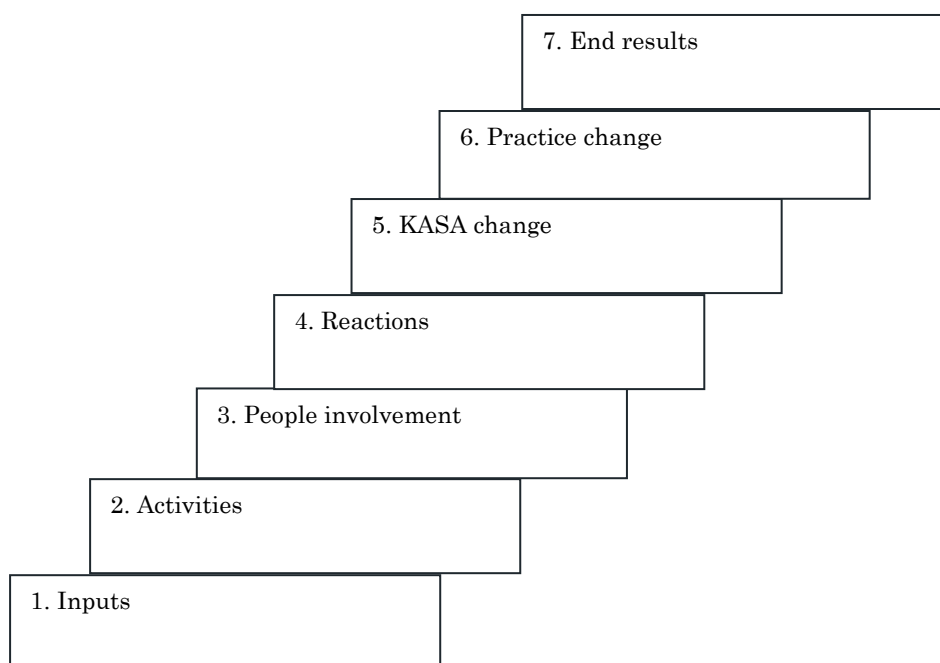 7. End results
6. Practice change
5. KASA change
4. Reactions
3. People involvement
2. Activities
1. Inputs